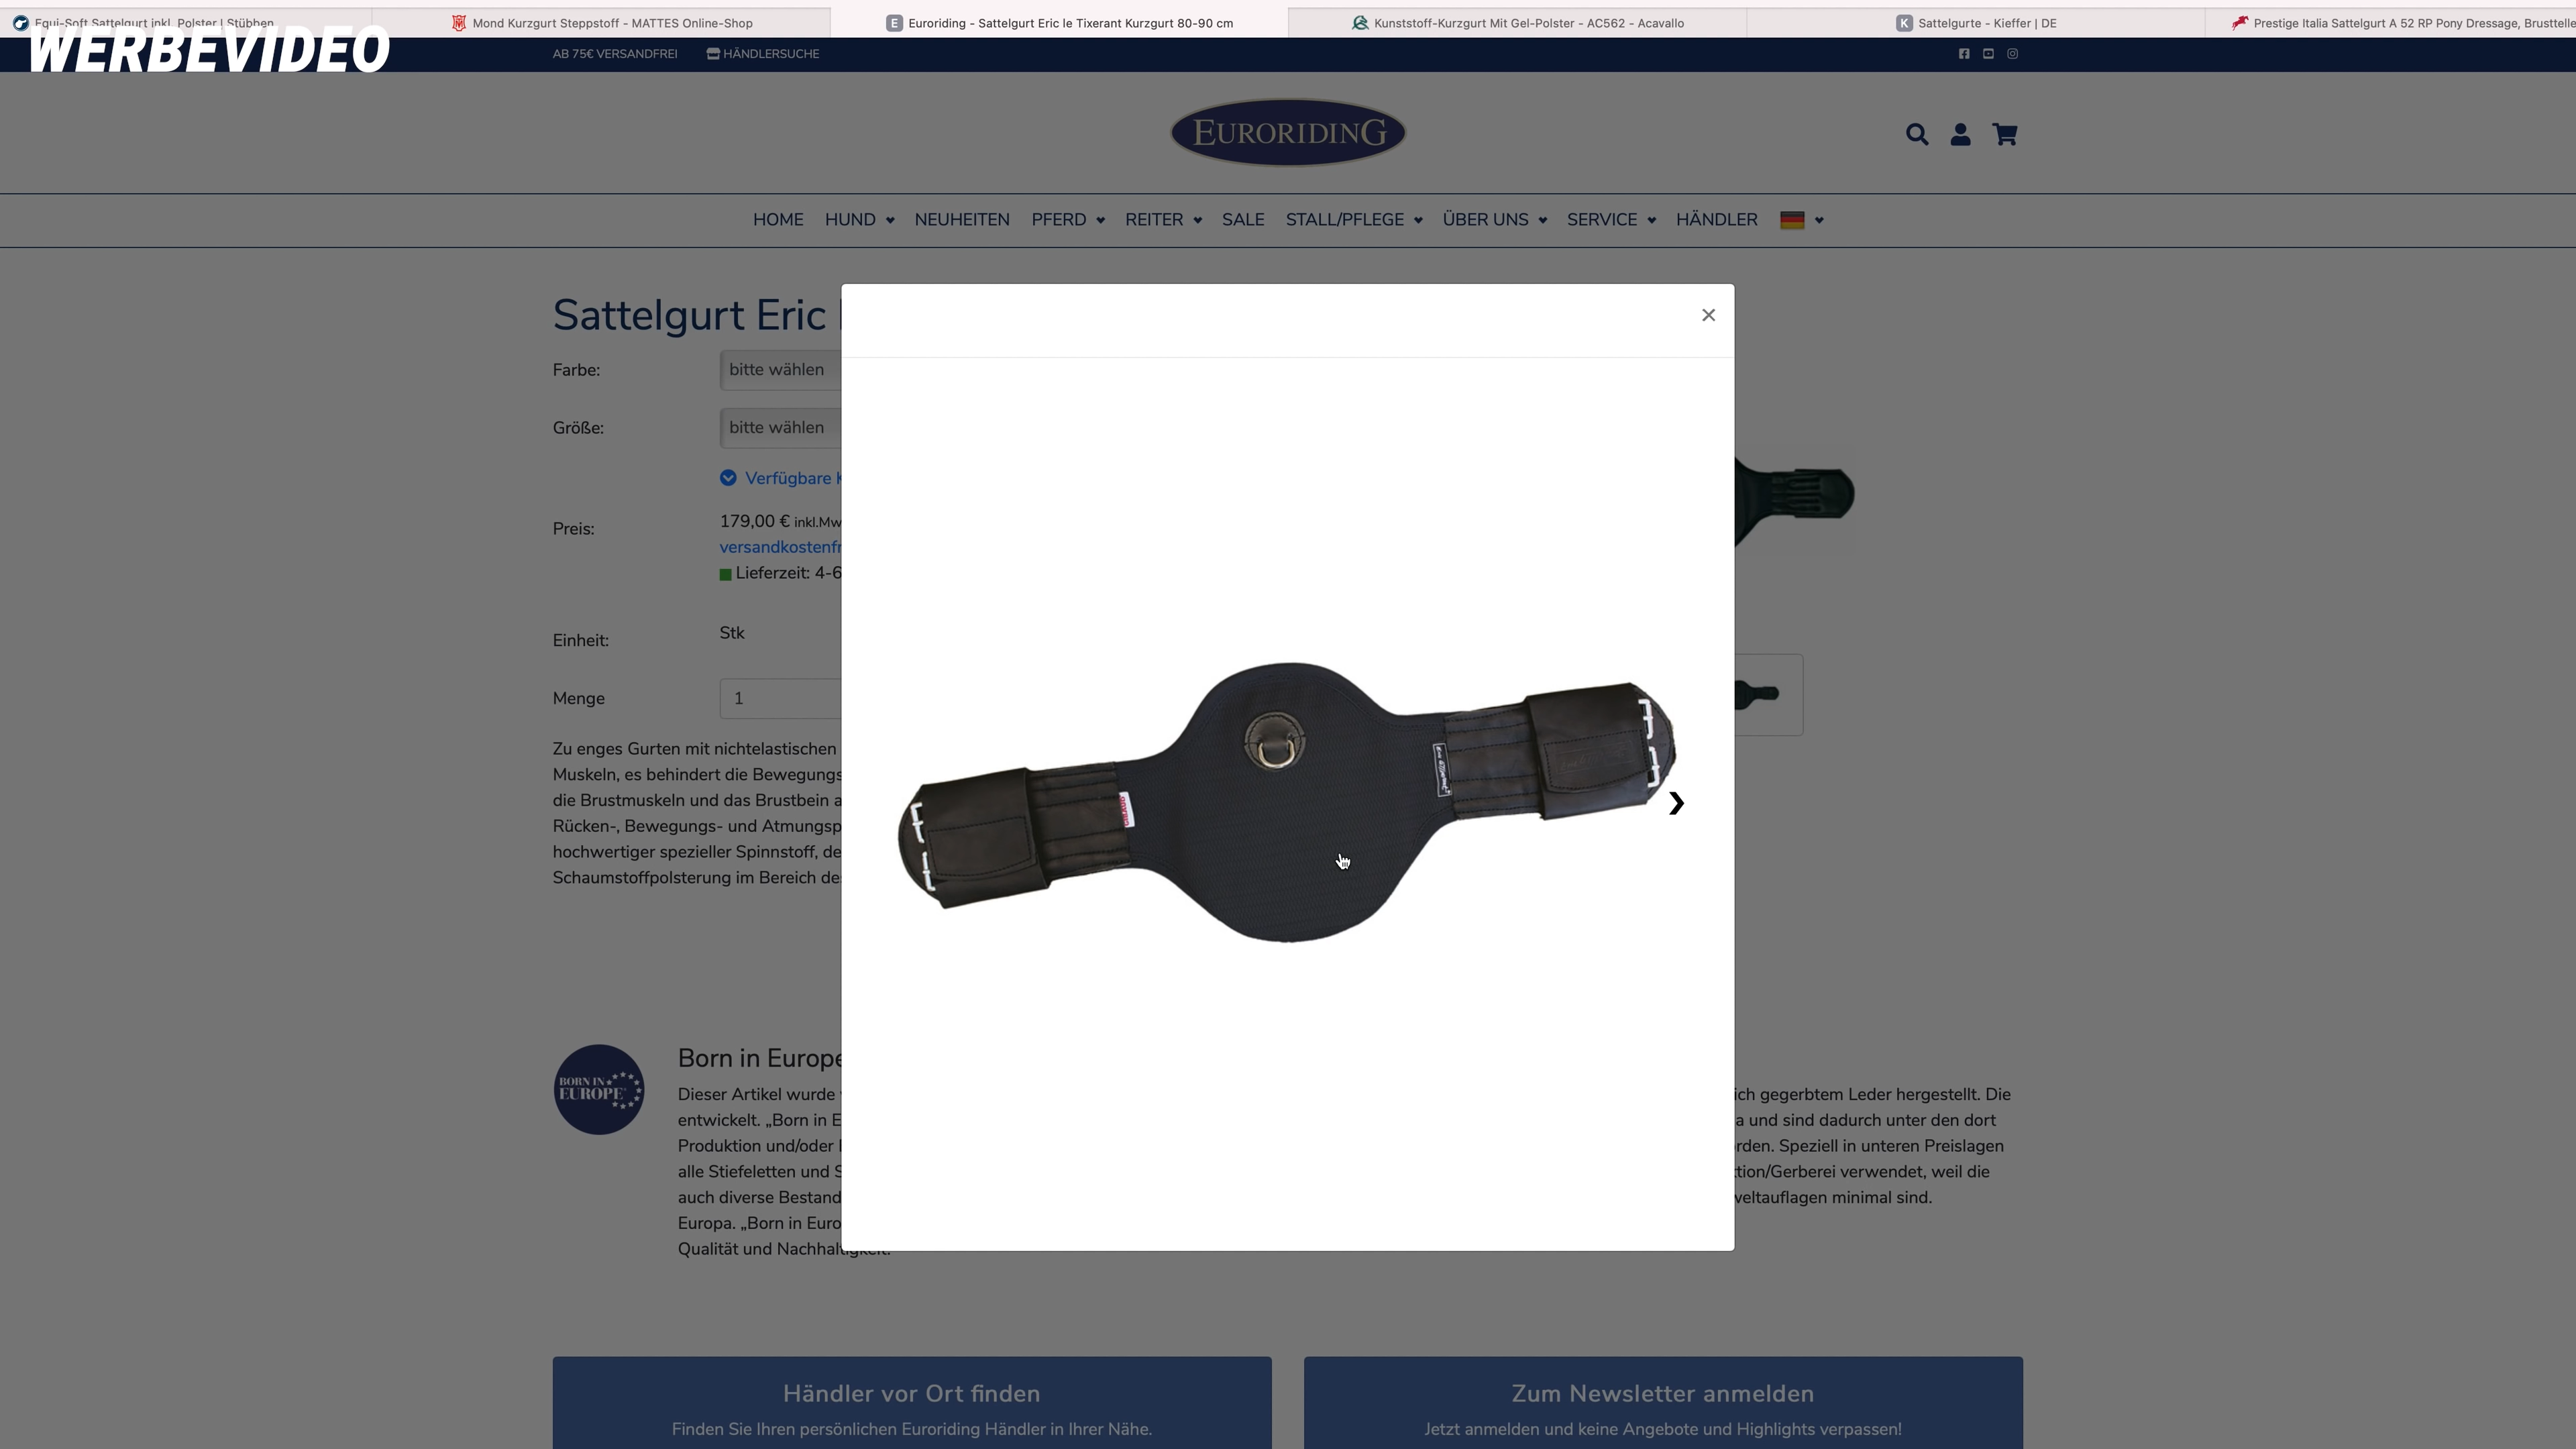 Equi-Soft Sattelgurt inkl. Polster | Stübben
Mond Kurzgurt Steppstoff - MATTES Online-Shop
E Euroriding - Sattelgurt Eric le Tixerant Kurzgurt 80-90 cm
Kunststoff-Kurzgurt Mit Gel-Polster - AC562 - Acavallo
K Sattelgurte - Kieffer | DE
Prestige Italia Sattelgurt A 52 RP Pony Dressage,
WERBEVIDEO
AB 75€ VERSANDFREI HÄNDLERSUCHE
EURORIDING
HOME HUND NEUHEITEN PFERD REITER SALE STALL/PFLEGE ÜBER UNS SERVICE HÄNDLER
Sattelgurt Eric
×
Farbe: bitte wählen
Größe: bitte wählen
Verfügbare
Preis: 179,00 € inkl.Mw
versandkostenfr
Lieferzeit: 4-6
Einheit: Stk
Menge 1
Zu enges Gurten mit nichtelastischen
Muskeln, es behindert die Bewegungs
die Brustmuskeln und das Brustbein a
Rücken-, Bewegungs- und Atmungsp
hochwertiger spezieller Spinnstoff, de
Schaumstoffpolsterung im Bereich de
BORN IN
EUROPE
Born in Europe
Dieser Artikel wurde
entwickelt. „Born in E
Produktion und/oder
alle Stiefeletten und S
auch diverse Bestand
Europa. „Born in Euro
Qualität und Nachhaltigkeit.
ich gegerbtem Leder hergestellt. Die
a und sind dadurch unter den dort
rden. Speziell in unteren Preislagen
tion/Gerberei verwendet, weil die
weltauflagen minimal sind.
Händler vor Ort finden
Finden Sie Ihren persönlichen Euroriding Händler in Ihrer Nähe.
Zum Newsletter anmelden
Jetzt anmelden und keine Angebote und Highlights verpassen!